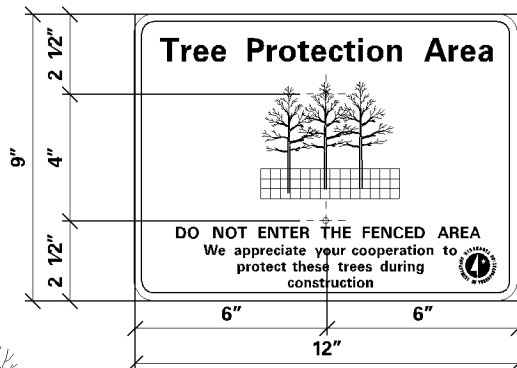 Tree Protection Area
DO NOT ENTER THE FENCED AREA
We appreciate your cooperation to
protect these trees during
construction
2 1/2"
4"
2 1/2"
9"
6"
6"
12"